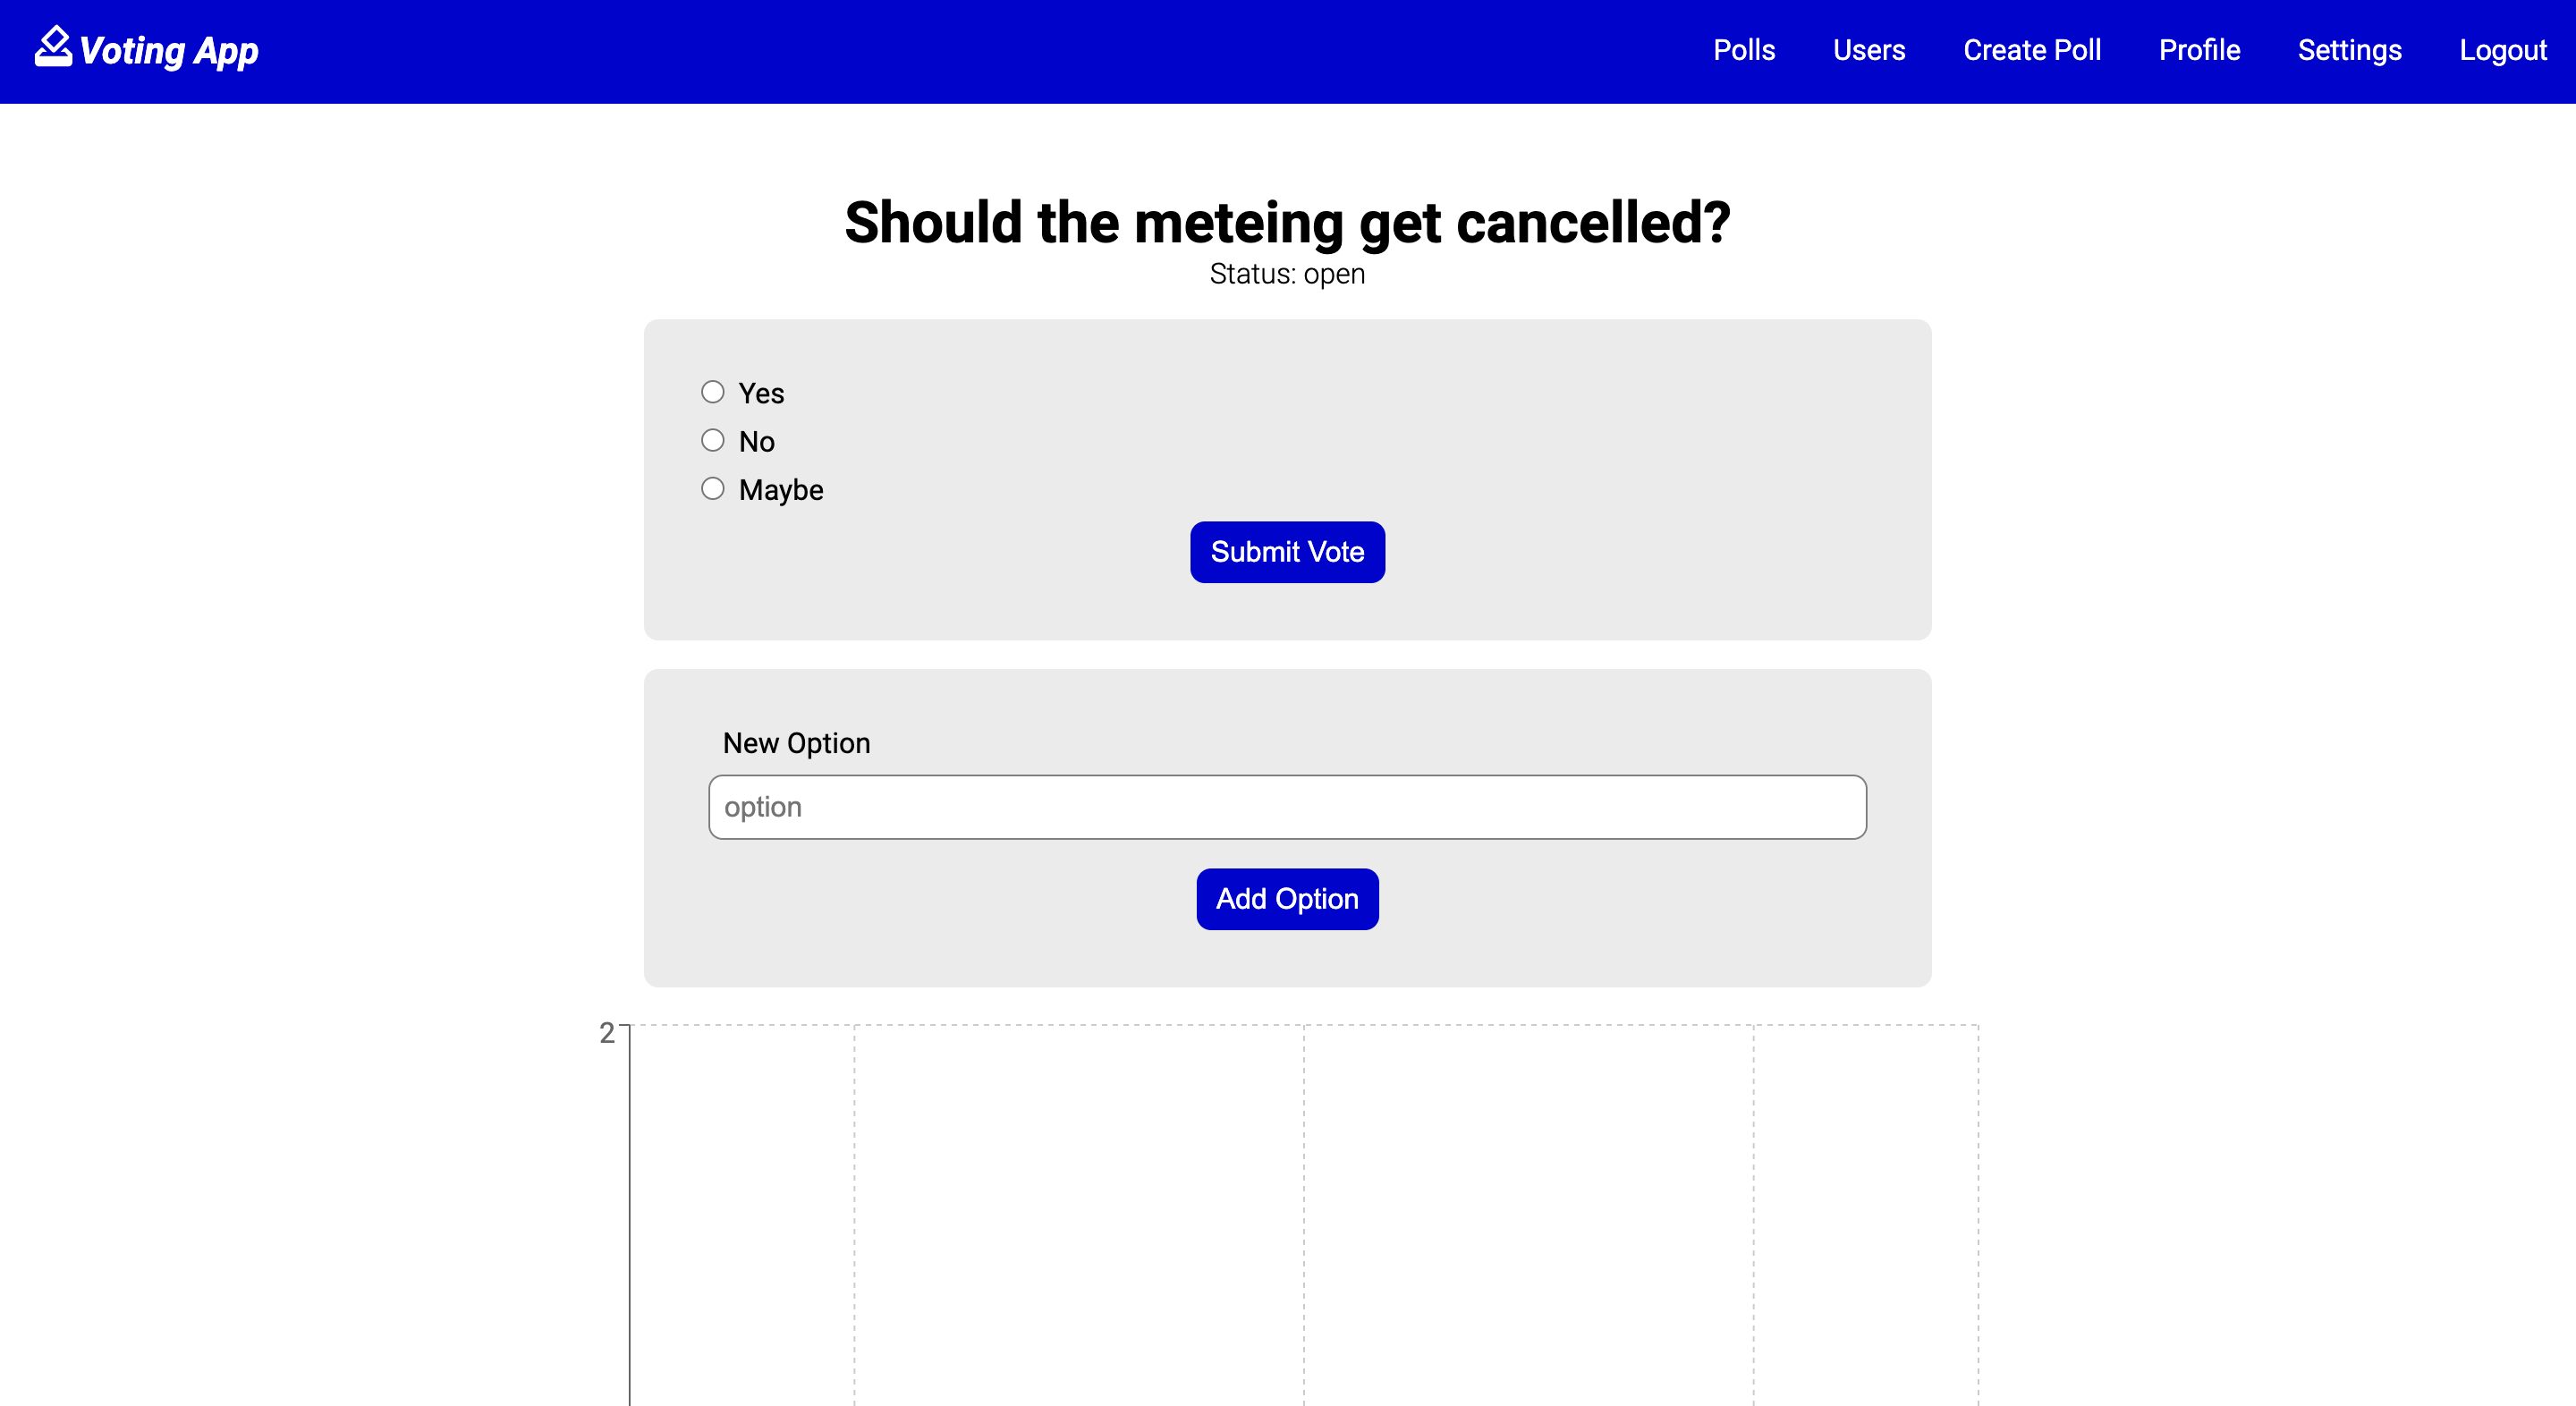 Voting App
Polls Users Create Poll Profile Settings Logout
Should the meteing get cancelled?
Status: open
Yes
No
Maybe
Submit Vote
New Option
option
Add Option
2